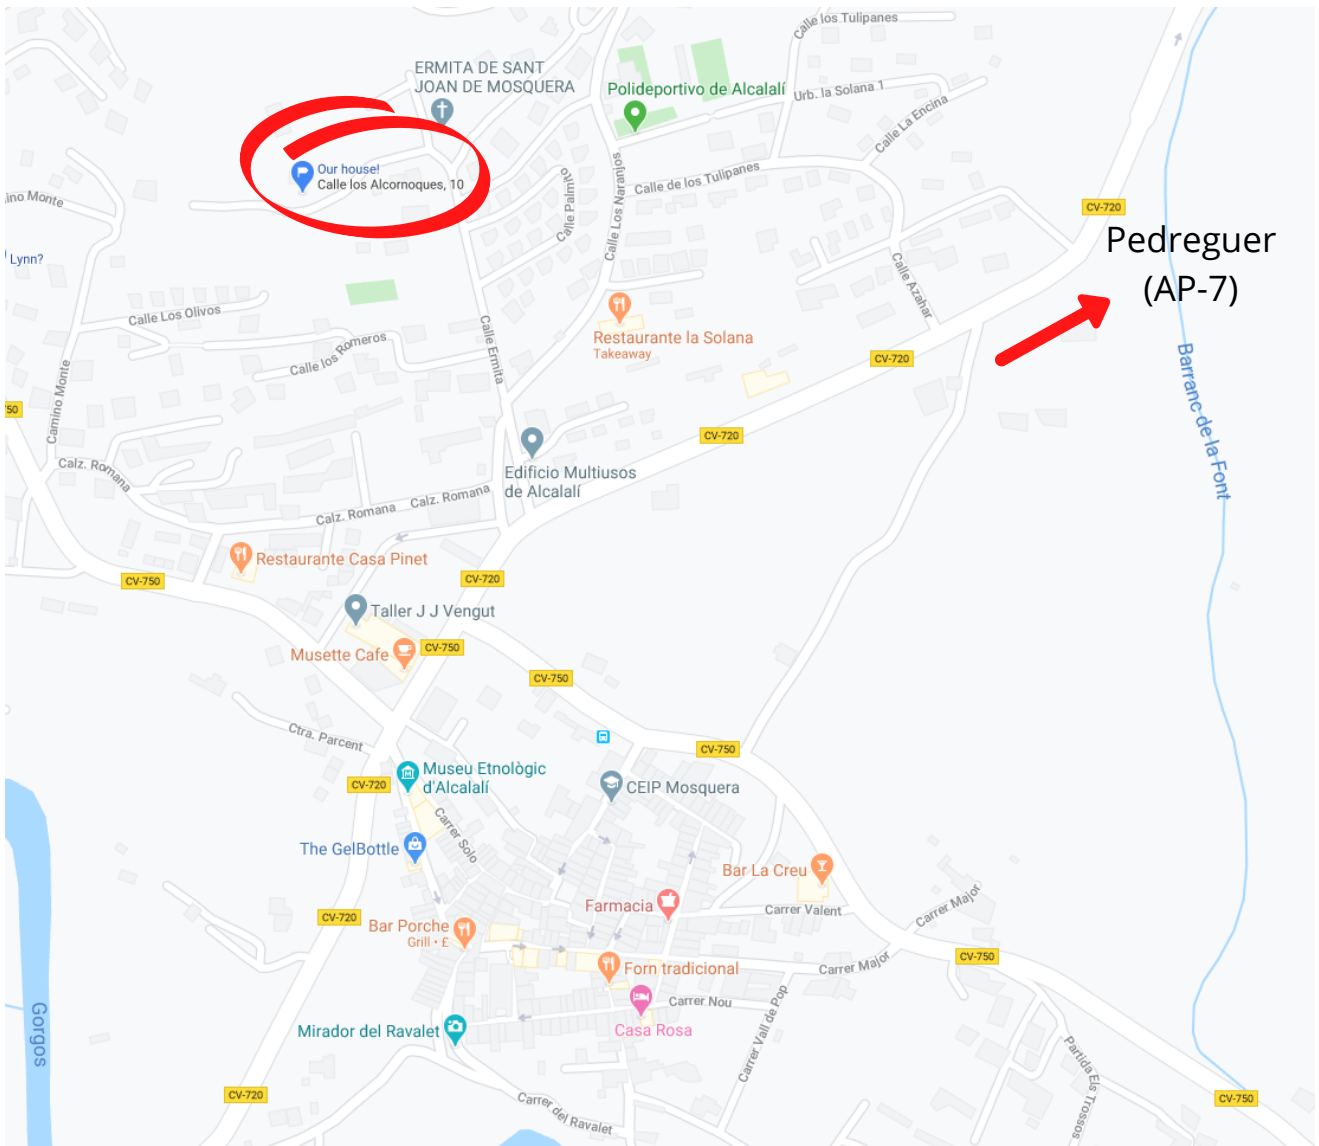 Calle los Tulipanes
ERMITA DE SANT
JOAN DE MOSQUERA
Polideportivo de Alcalalí
Urb. la Solana 1
Calle La Encina
Our house!
Calle los Alcornoques, 10
ino Monte
Calle de los Tulipanes
Calle Palmito
Calle Los Naranjos
CV-720
Pedreguer
(AP-7)
Lynn?
Calle Azahar
Calle Los Olivos
Restaurante la Solana
Takeaway
Calle Ermita
Calle los Romeros
CV-720
Barranc de la Font
Camino Monte
'50
CV-720
Calz. Romana
Edificio Multiusos
de Alcalalí
Calz. Romana
Calz. Romana
Restaurante Casa Pinet
CV-750
CV-720
Taller J J Vengut
Musette Cafe
CV-750
CV-750
Ctra. Parcent
CV-750
Museu Etnològic
d'Alcalalí
CV-720
CEIP Mosquera
Carrer Solo
The GelBottle
Bar La Creu
Farmacia
Carrer Valent
Carrer Major
CV-720
Bar Porche
Grill • £
Forn tradicional
Carrer Major
CV-750
Carrer Nou
Casa Rosa
Mirador del Ravalet
Gorgos
Carrer Vall de Pop
Partida Els Trossos
CV-720
Carrer del Ravalet
CV-750